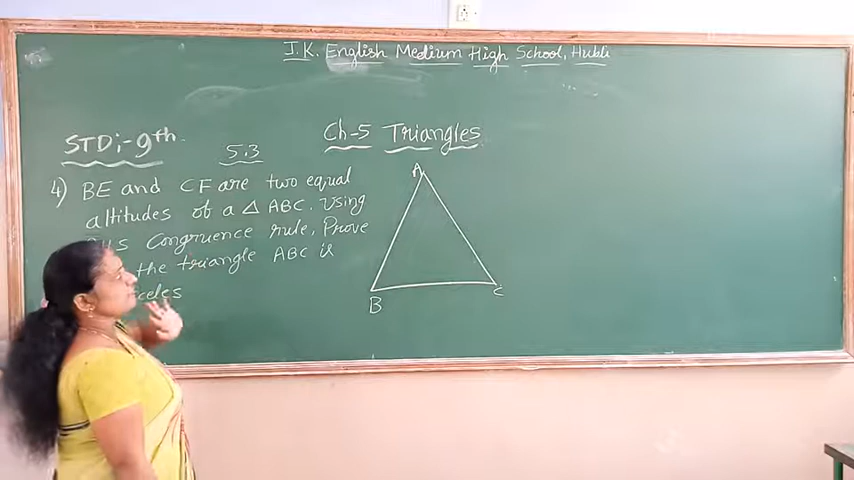 J.K. English Medium High School, Hubli
Ch-5 Triangles
STD:- 9th
5.3
4) BE and CF are two equal
altitudes of a △ ABC. Using
congruence rule, Prove
the triangle ABC is
A
B
C